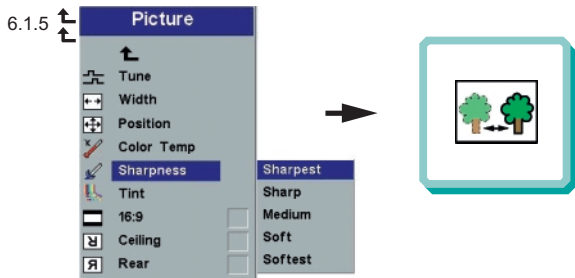 6.1.5
Picture
Tune
Width
Position
Color Temp
Sharpness
Tint
16:9
Ceiling
Rear
Sharpest
Sharp
Medium
Soft
Softest